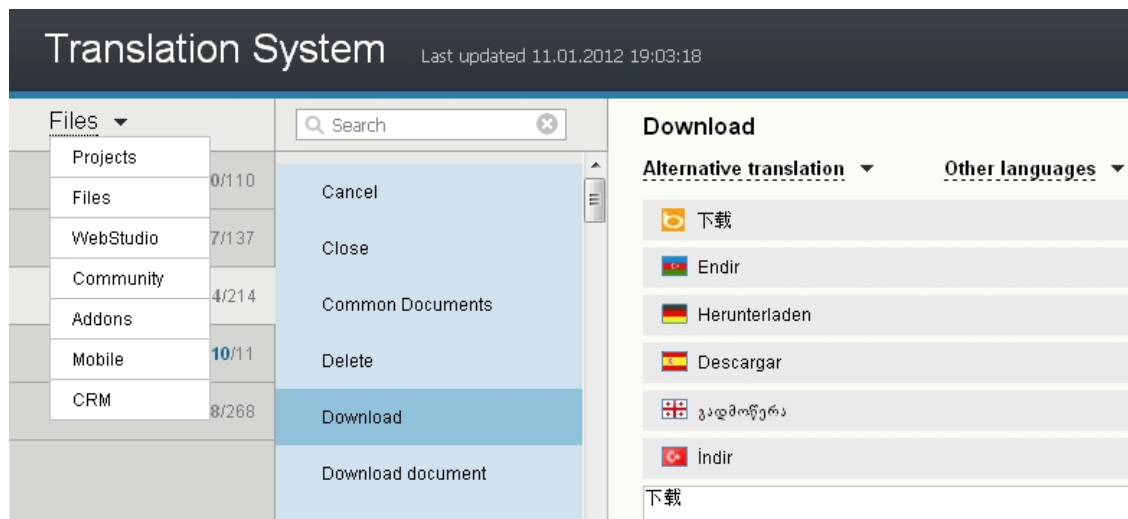 Translation System Last updated 11.01.2012 19:03:18
Files
Projects
Files
WebStudio
Community
Addons
Mobile
CRM
0/110
7/137
4/214
10/11
8/268
Search
Cancel
Close
Common Documents
Delete
Download
Download document
Download
Alternative translation Other languages
下载
Endir
Herunterladen
Descargar
გადმოწერა
İndir
下载